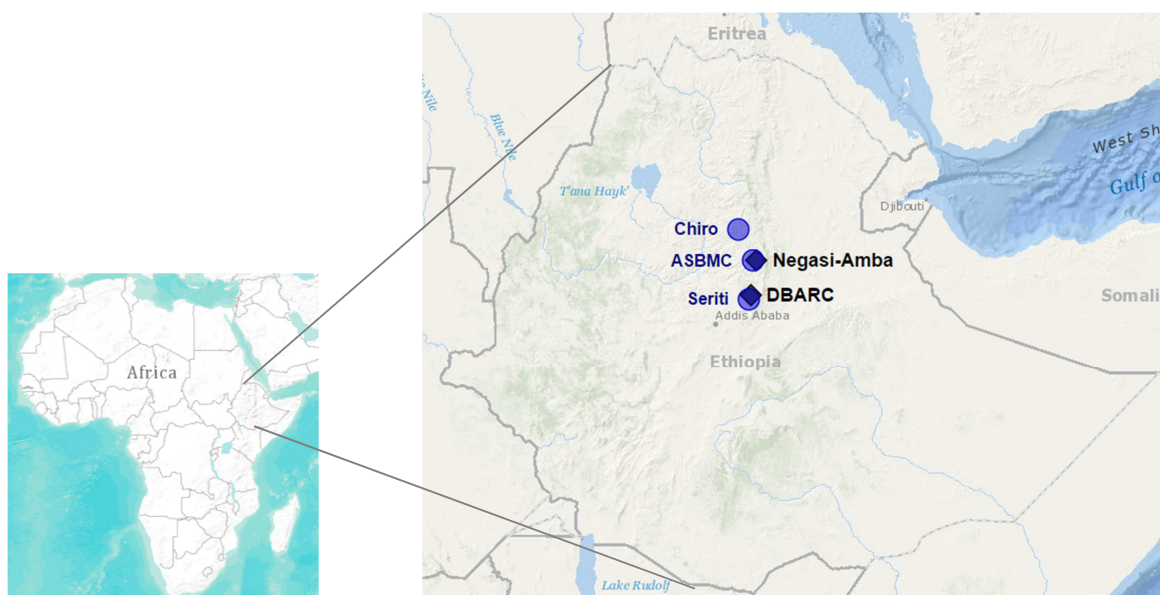 Eritrea
Blue Nile
West Sh
Gulf o
T'ana Hayk'
Djibouti
Chiro
ASBMC
Negasi-Amba
Seriti
DBARC
Somali
Addis Ababa
Ethiopia
Africa
Lake Rudolf